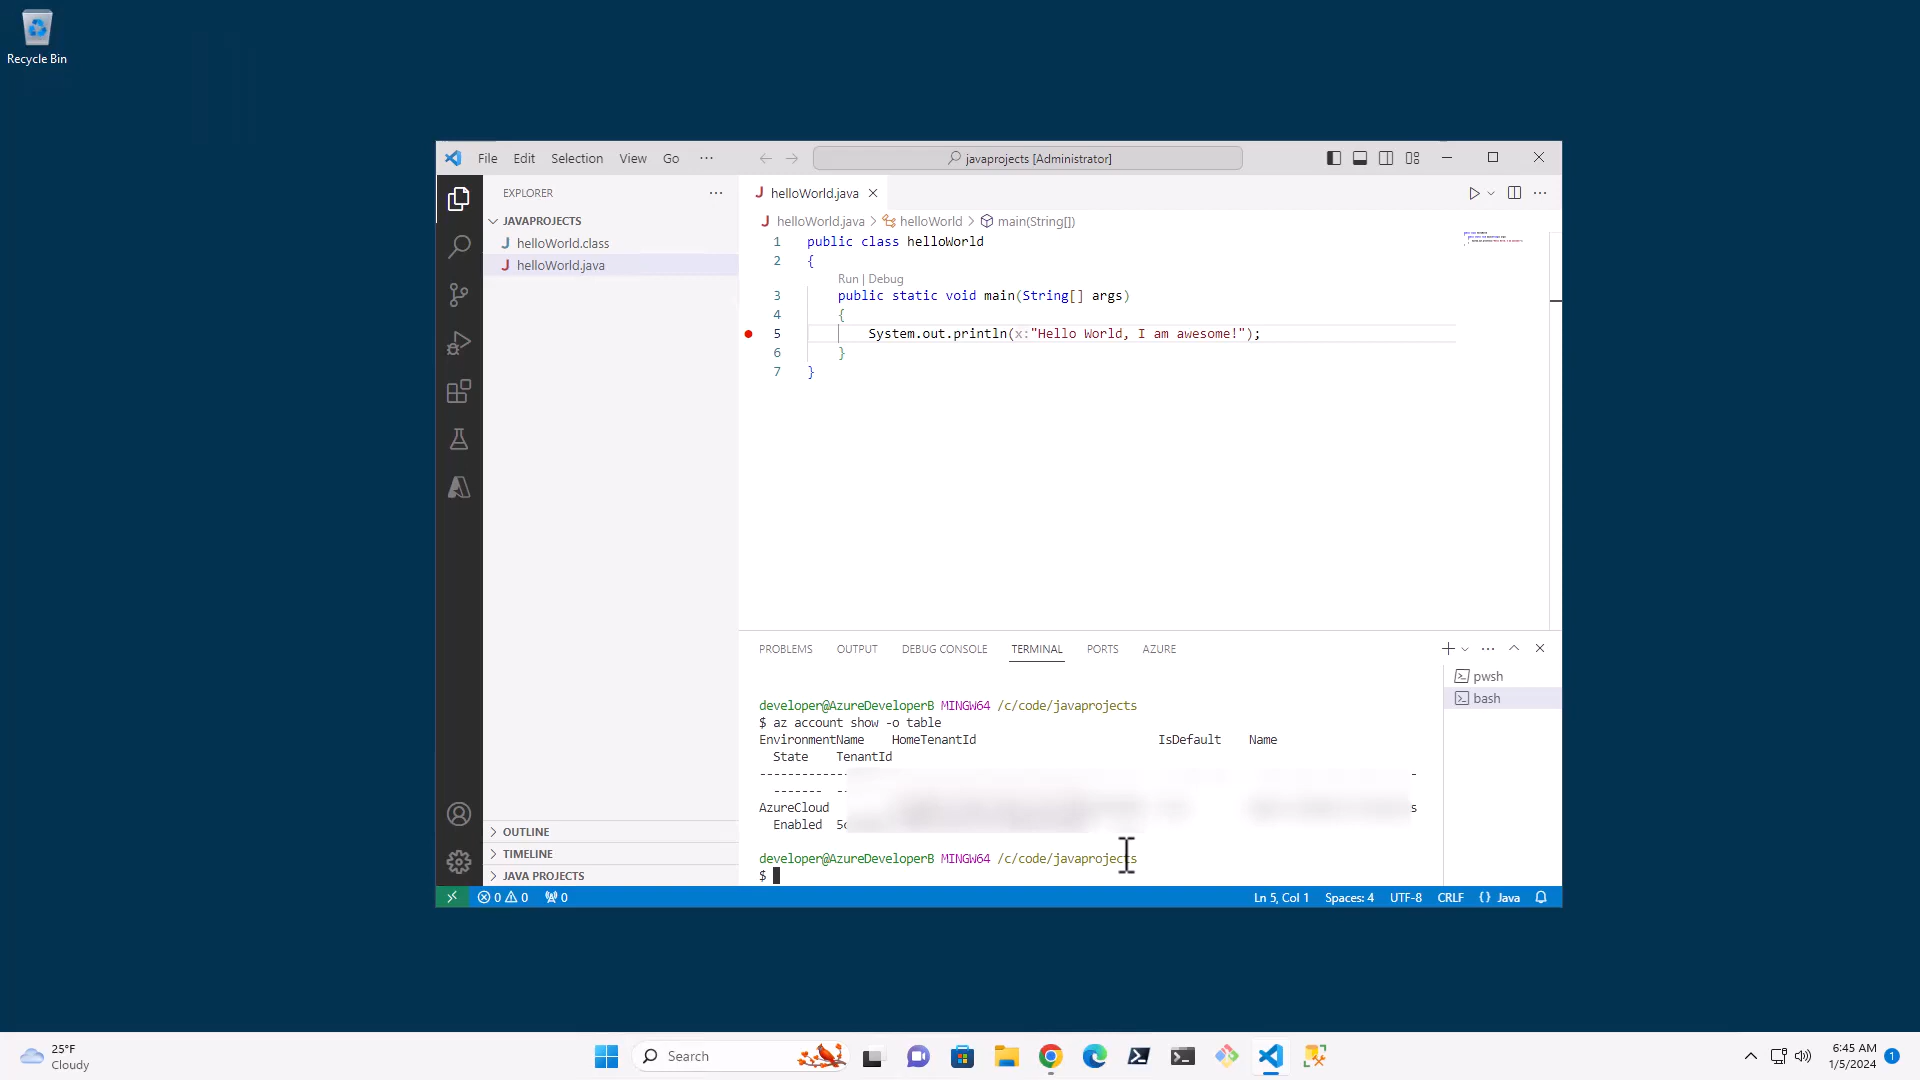 Recycle Bin
File Edit Selection View Go ···
javaprojects [Administrator]
EXPLORER
JAVAPROJECTS
J helloWorld.class
J helloWorld.java
OUTLINE
TIMELINE
JAVA PROJECTS
J helloWorld.java
J helloWorld.java > helloWorld > main(String[])
1 public class helloWorld
2 {
Run | Debug
3 public static void main(String[] args)
4 {
5 System.out.println(x:"Hello World, I am awesome!");
6 }
7 }
PROBLEMS OUTPUT DEBUG CONSOLE TERMINAL PORTS AZURE
developer@AzureDeveloperB MINGW64 /c/code/javaprojects
$ az account show -o table
EnvironmentName HomeTenantId IsDefault Name
State TenantId
------------ -
------- --
AzureCloud s
Enabled 5c
developer@AzureDeveloperB MINGW64 /c/code/javaprojects
$
pwsh
bash
0 0 0 Ln 5, Col 1 Spaces: 4 UTF-8 CRLF {} Java
25°F
Cloudy
Search
6:45 AM
1/5/2024
1